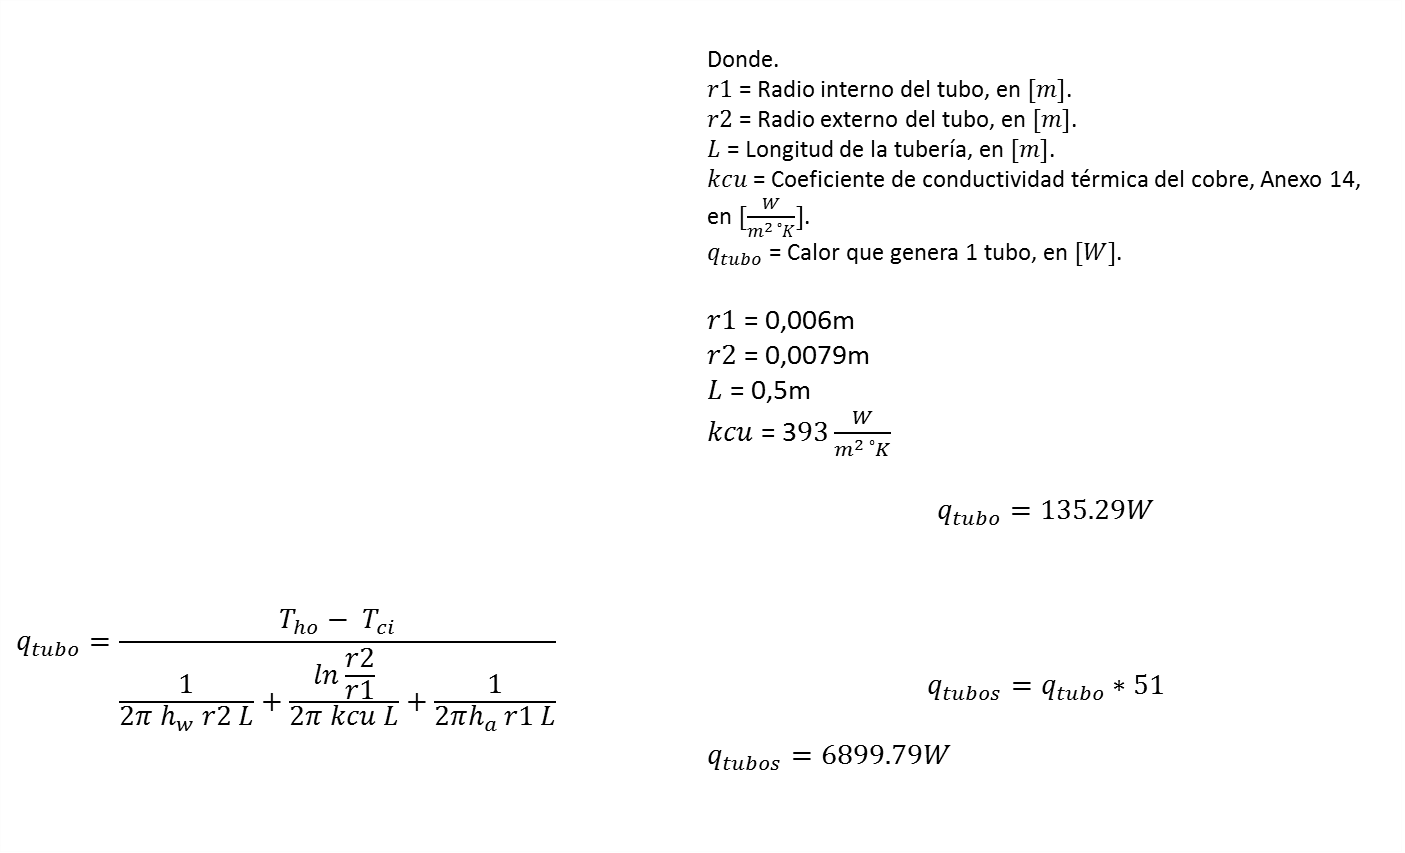 Donde.
r1 = Radio interno del tubo, en [m].
r2 = Radio externo del tubo, en [m].
L = Longitud de la tubería, en [m].
kcu = Coeficiente de conductividad térmica del cobre, Anexo 14,
en [W/(m² °K)].
q_tubo = Calor que genera 1 tubo, en [W].
r1 = 0,006m
r2 = 0,0079m
L = 0,5m
kcu = 393 W/(m² °K)
q_tubo = 135.29W
q_tubo = (T_ho − T_ci) / (1/(2π h_w r2 L) + (ln r2/r1)/(2π kcu L) + 1/(2πh_a r1 L))
q_tubos = q_tubo * 51
q_tubos = 6899.79W